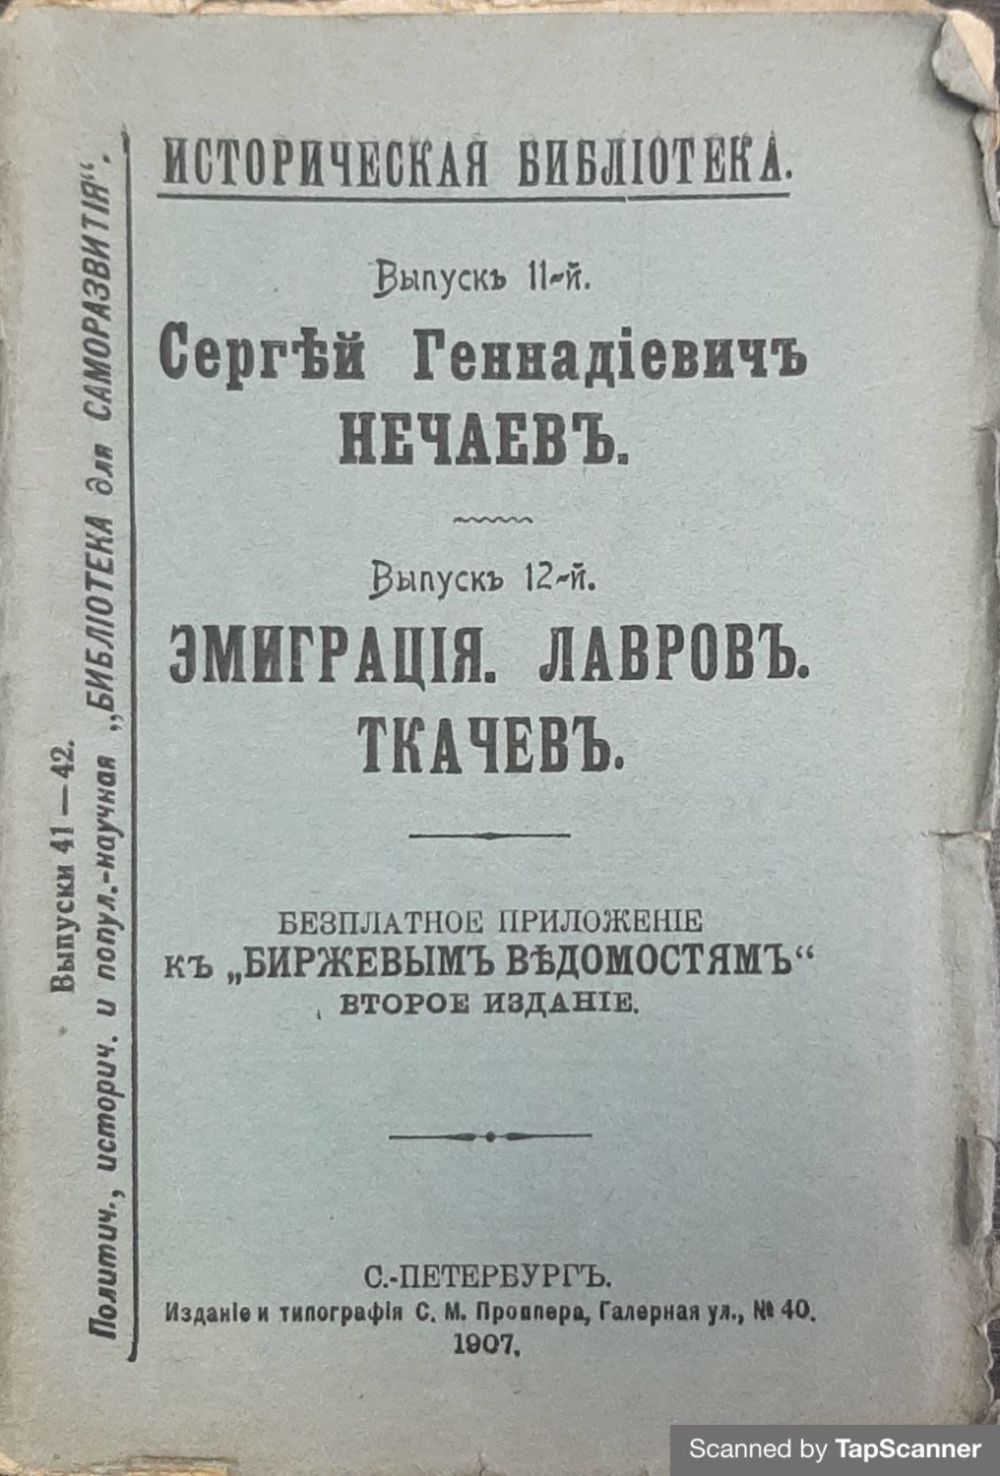 Выпуски 41—42.
Политич., историч. и попул.-научная „БИБЛІОТЕКА для САМОРАЗВИТІЯ“.
ИСТОРИЧЕСКАЯ БИБЛІОТЕКА.
Выпускъ 11-й.
Сергѣй Геннадіевичъ
НЕЧАЕВЪ.
Выпускъ 12-й.
ЭМИГРАЦІЯ. ЛАВРОВЪ.
ТКАЧЕВЪ.
БЕЗПЛАТНОЕ ПРИЛОЖЕНІЕ
КЪ „БИРЖЕВЫМЪ ВѢДОМОСТЯМЪ“
ВТОРОЕ ИЗДАНІЕ.
С.-ПЕТЕРБУРГЪ.
Изданіе и типографія С. М. Проппера, Галерная ул., № 40.
1907.
Scanned by TapScanner